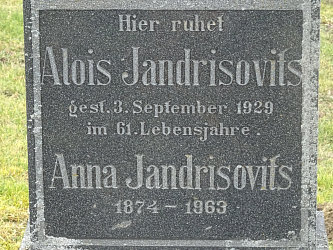 Hier ruhet
Alois Jandrisovits
gest. 3. September 1929
im 61. Lebensjahre.
Anna Jandrisovits
1874 - 1963